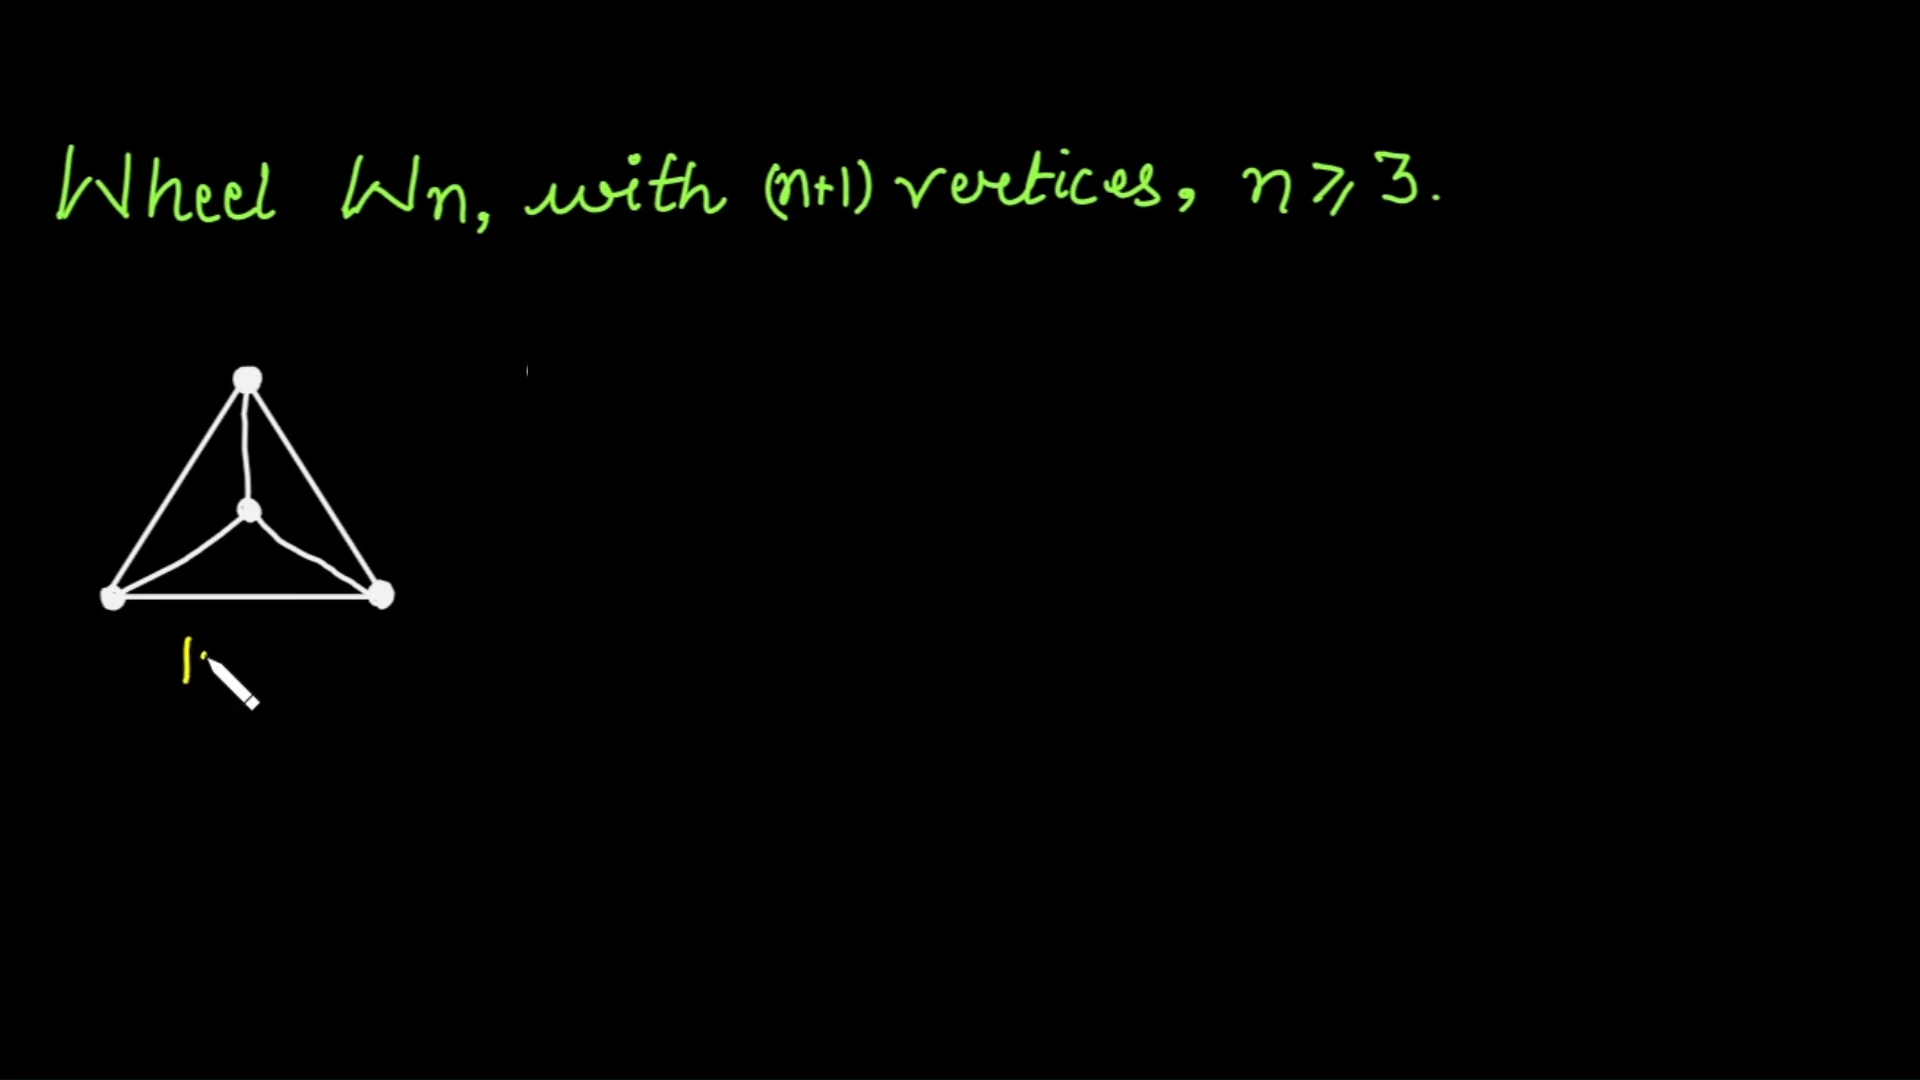 Wheel Wn, with (n+1) vertices, n ⩾ 3.